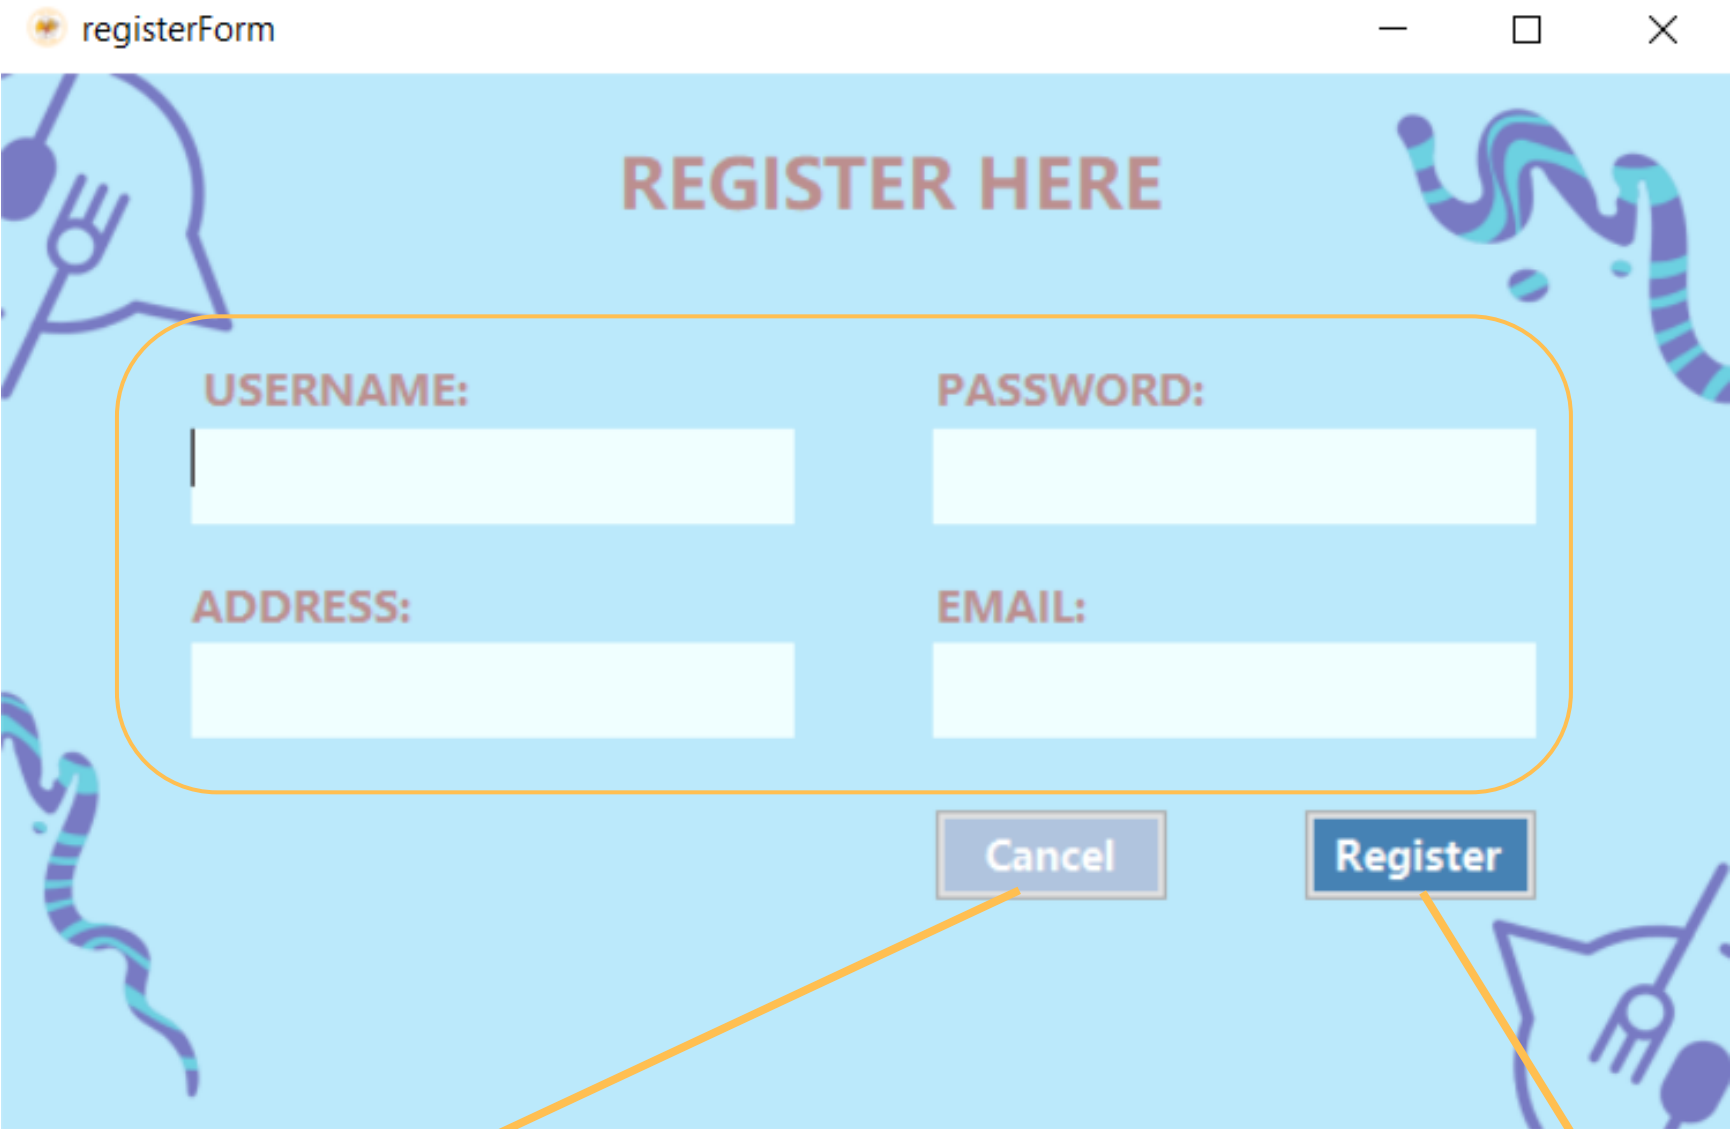 registerForm
REGISTER HERE
USERNAME: PASSWORD:
ADDRESS: EMAIL:
Cancel Register